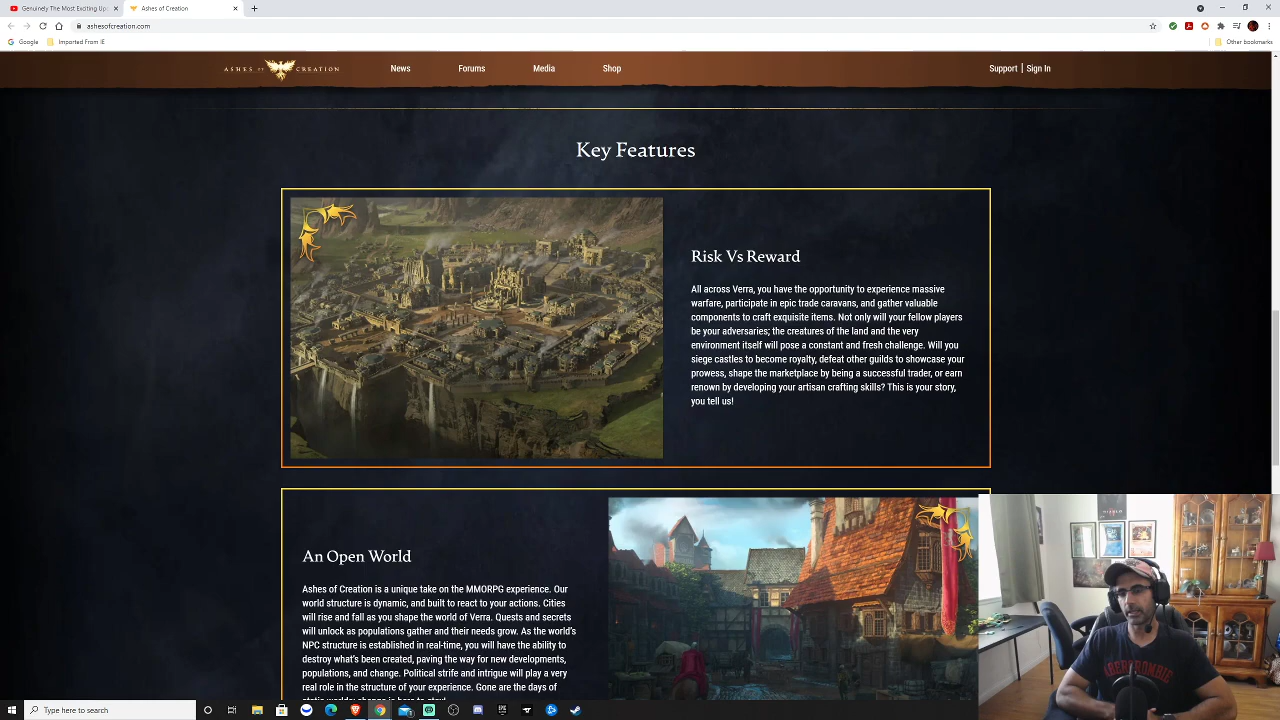 Genuinely The Most Exciting Up
Ashes of Creation
ashesofcreation.com
Google
Imported From IE
Other bookmarks
ASHES OF CREATION
News
Forums
Media
Shop
Support | Sign In
Key Features
Risk Vs Reward
All across Verra, you have the opportunity to experience massive
warfare, participate in epic trade caravans, and gather valuable
components to craft exquisite items. Not only will your fellow players
be your adversaries; the creatures of the land and the very
environment itself will pose a constant and fresh challenge. Will you
siege castles to become royalty, defeat other guilds to showcase your
prowess, shape the marketplace by being a successful trader, or earn
renown by developing your artisan crafting skills? This is your story,
you tell us!
An Open World
Ashes of Creation is a unique take on the MMORPG experience. Our
world structure is dynamic, and built to react to your actions. Cities
will rise and fall as you shape the world of Verra. Quests and secrets
will unlock as populations gather and their needs grow. As the world's
NPC structure is established in real-time, you will have the ability to
destroy what's been created, paving the way for new developments,
populations, and change. Political strife and intrigue will play a very
real role in the structure of your experience. Gone are the days of
ABERCROMBIE
Type here to search